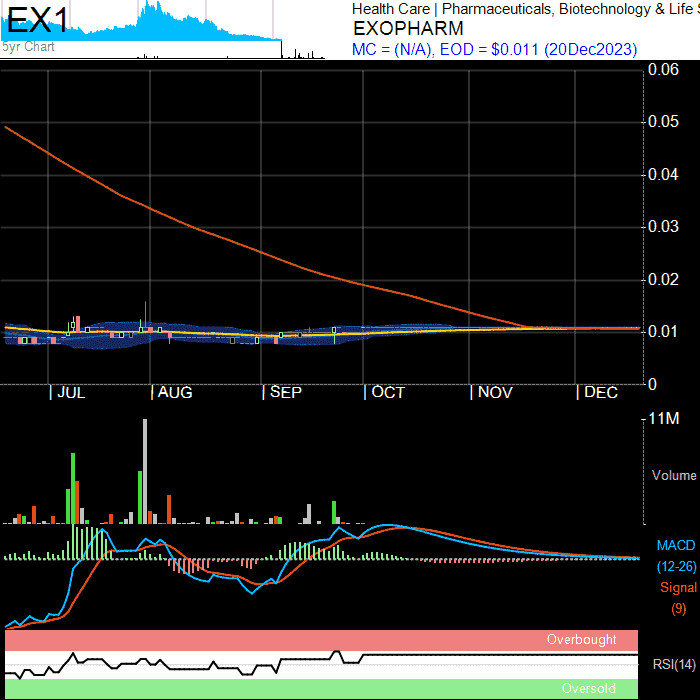 EX1
5yr Chart
Health Care | Pharmaceuticals, Biotechnology & Life S
EXOPHARM
MC = (N/A), EOD = $0.011 (20Dec2023)
0.06
0.05
0.04
0.03
0.02
0.01
0
| JUL | AUG | SEP | OCT | NOV | DEC
11M
Volume
MACD
(12-26)
Signal
(9)
Overbought
RSI(14)
Oversold